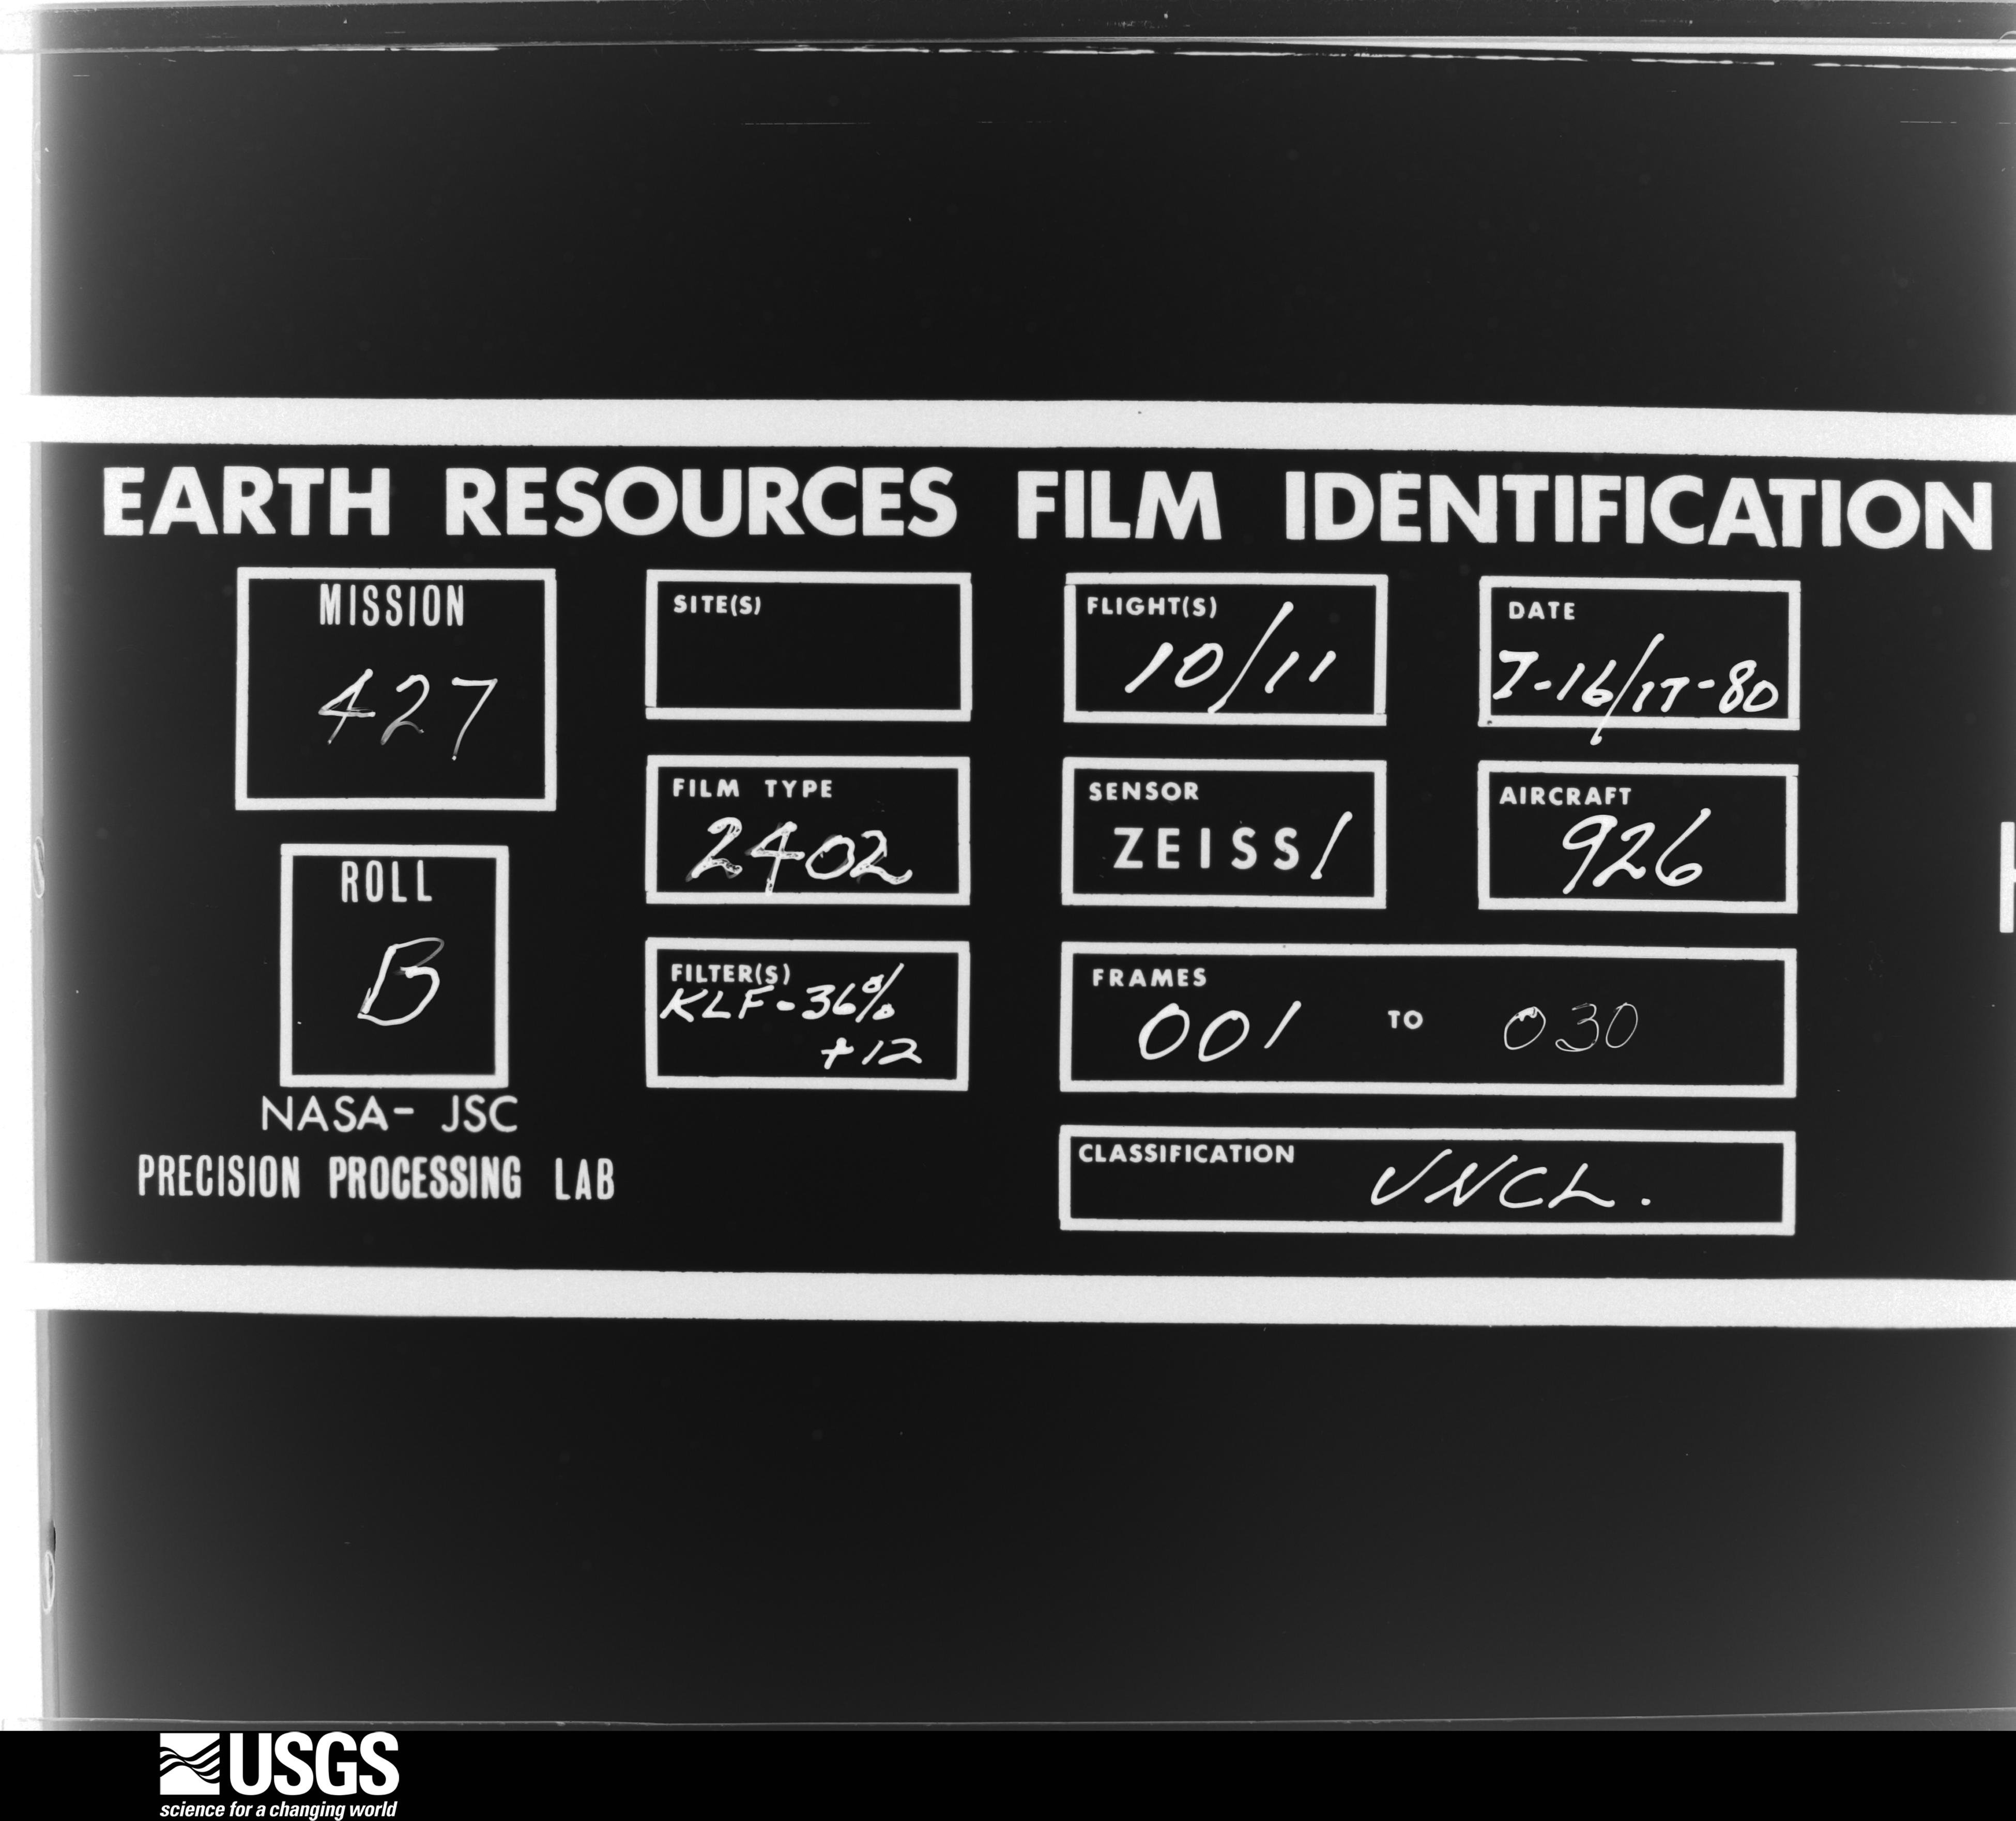 EARTH RESOURCES FILM IDENTIFICATION
MISSION
427
SITE(S)
FLIGHT(S)
10/11
DATE
7-16/17-80
FILM TYPE
2402
SENSOR
ZEISS 1
AIRCRAFT
926
ROLL
B
FILTER(S)
KLF-36%
+12
FRAMES
001 TO 030
NASA- JSC
PRECISION PROCESSING LAB
CLASSIFICATION UNCL.
USGS
science for a changing world